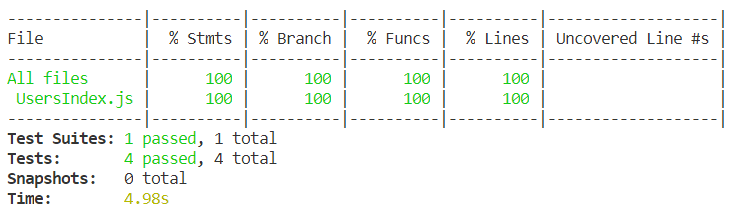 ---------------|---------|----------|---------|---------|-------------------|
File           | % Stmts | % Branch | % Funcs | % Lines | Uncovered Line #s |
---------------|---------|----------|---------|---------|-------------------|
All files      |     100 |      100 |     100 |     100 |                   |
 UsersIndex.js |     100 |      100 |     100 |     100 |                   |
---------------|---------|----------|---------|---------|-------------------|
Test Suites: 1 passed, 1 total
Tests:       4 passed, 4 total
Snapshots:   0 total
Time:        4.98s